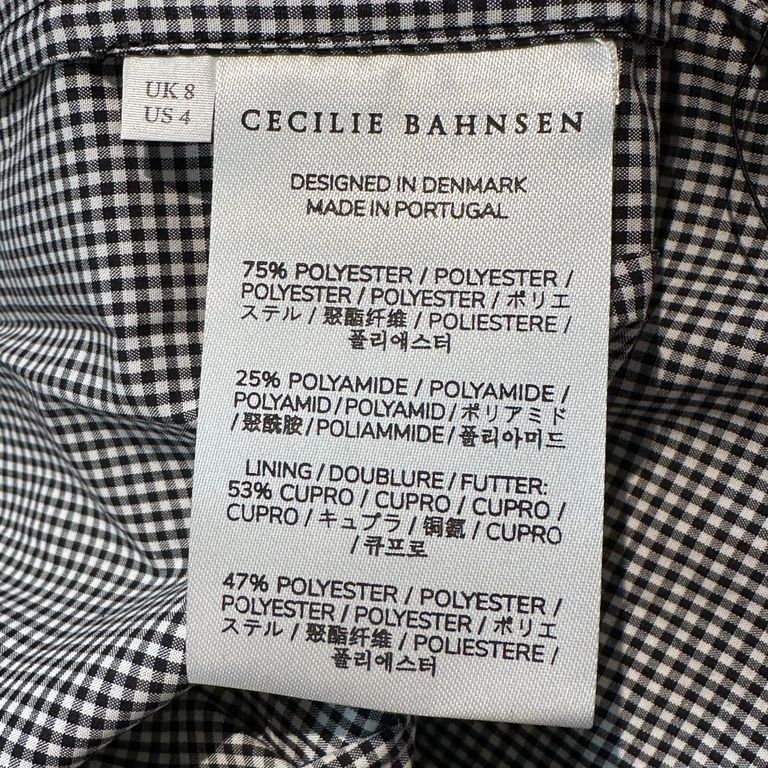 UK 8
US 4
CECILIE BAHNSEN
DESIGNED IN DENMARK
MADE IN PORTUGAL
75% POLYESTER / POLYESTER /
POLYESTER / POLYESTER / ポリエ
ステル / 聚酯纤维 / POLIESTERE /
폴리에스터
25% POLYAMIDE / POLYAMIDE /
POLYAMID / POLYAMID / ポリアミド
/ 聚酰胺 / POLIAMMIDE / 폴리아미드
LINING / DOUBLURE / FUTTER:
53% CUPRO / CUPRO / CUPRO /
CUPRO / キュプラ / 铜氨 / CUPRO
/ 큐프로
47% POLYESTER / POLYESTER /
POLYESTER / POLYESTER / ポリエ
ステル / 聚酯纤维 / POLIESTERE /
폴리에스터